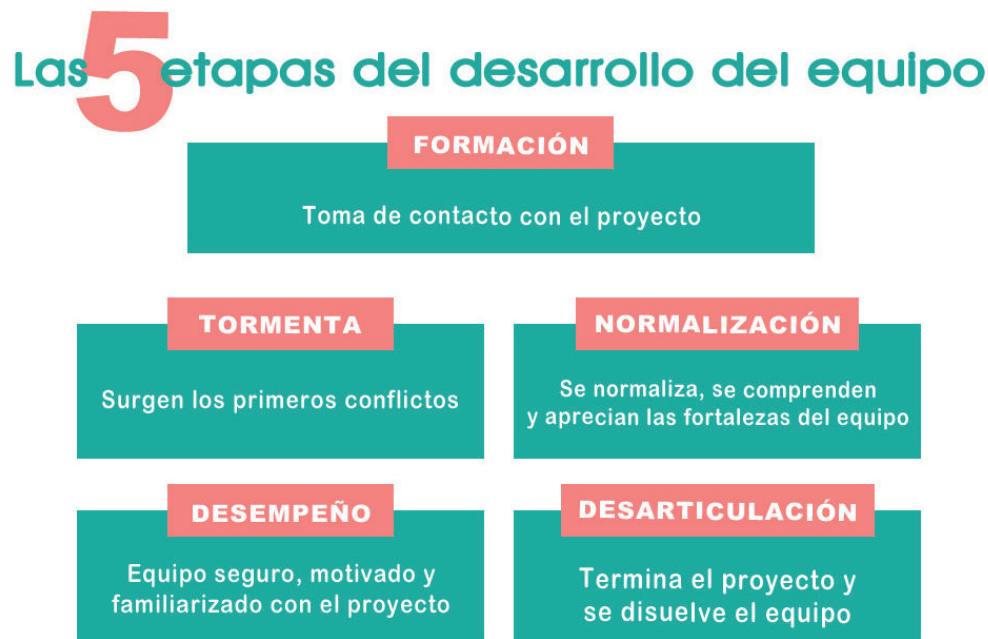 Las 5 etapas del desarrollo del equipo
FORMACIÓN
Toma de contacto con el proyecto
TORMENTA
Surgen los primeros conflictos
NORMALIZACIÓN
Se normaliza, se comprenden
y aprecian las fortalezas del equipo
DESEMPEÑO
Equipo seguro, motivado y
familiarizado con el proyecto
DESARTICULACIÓN
Termina el proyecto y
se disuelve el equipo